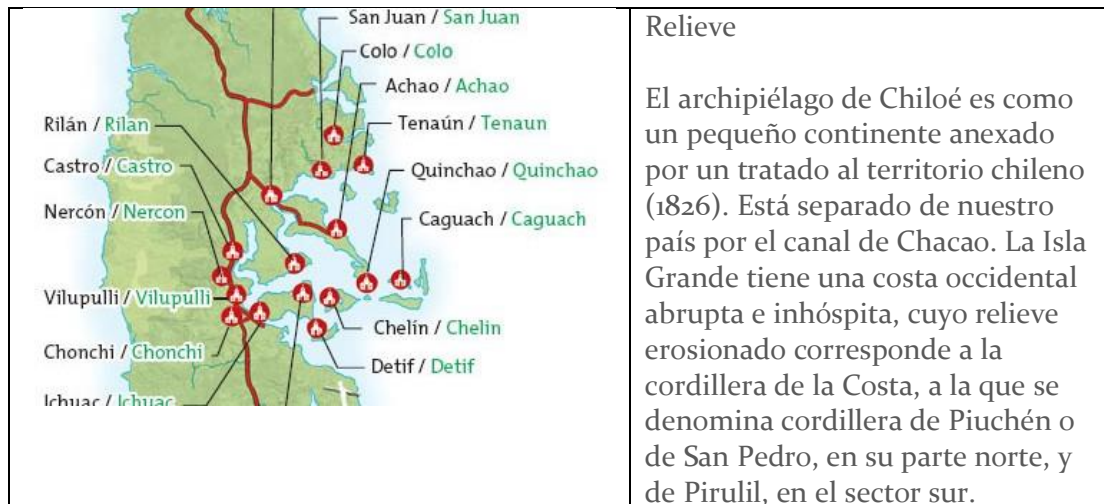 San Juan / San Juan
Colo / Colo
Achao / Achao
Rilán / Rilan
Tenaún / Tenaun
Castro / Castro
Quinchao / Quinchao
Nercón / Nercon
Caguach / Caguach
Vilupulli / Vilupulli
Chelín / Chelin
Chonchi / Chonchi
Detif / Detif
Ichuac / Ichuac
Relieve
El archipiélago de Chiloé es como
un pequeño continente anexado
por un tratado al territorio chileno
(1826). Está separado de nuestro
país por el canal de Chacao. La Isla
Grande tiene una costa occidental
abrupta e inhóspita, cuyo relieve
erosionado corresponde a la
cordillera de la Costa, a la que se
denomina cordillera de Piuchén o
de San Pedro, en su parte norte, y
de Pirulil, en el sector sur.